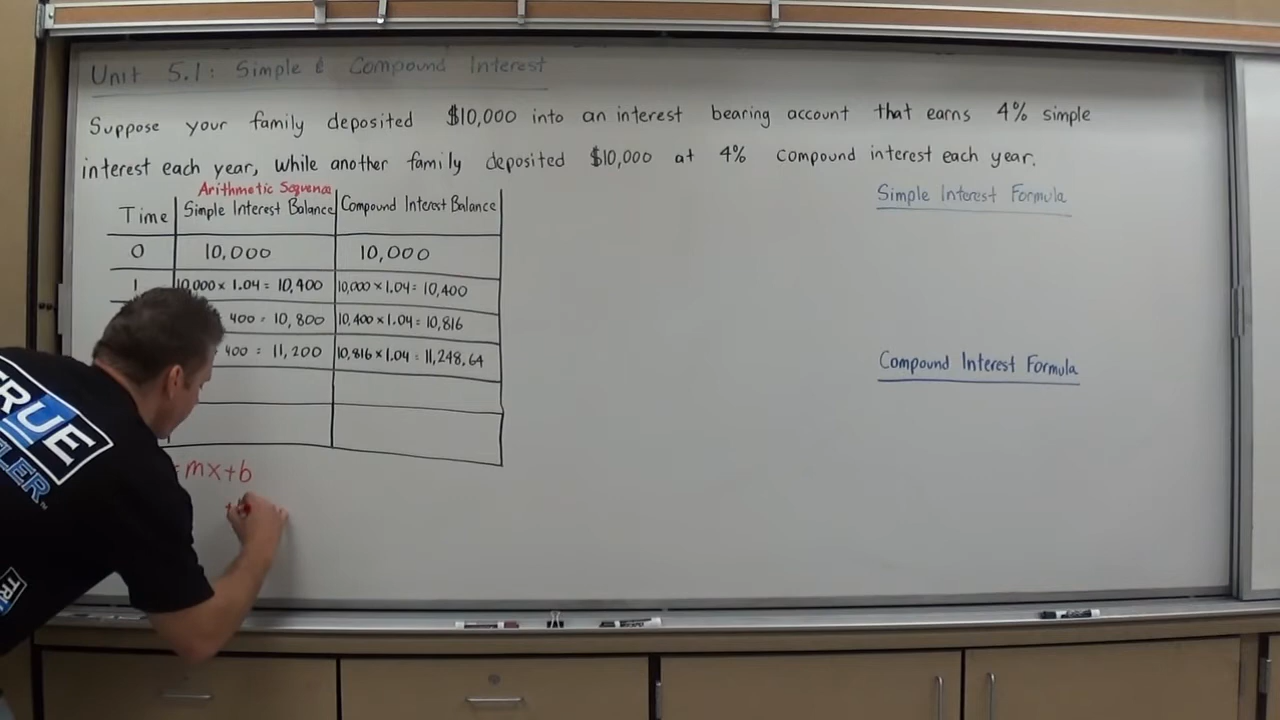 Unit 5.1: Simple & Compound Interest
Suppose your family deposited $10,000 into an interest bearing account that earns 4% simple
interest each year, while another family deposited $10,000 at 4% compound interest each year.
Arithmetic Sequence
Time Simple Interest Balance Compound Interest Balance
0 10,000 10,000
1 10,000 × 1.04 = 10,400 10,000 × 1.04 = 10,400
400 = 10,800 10,400 × 1.04 = 10,816
400 = 11,200 10,816 × 1.04 = 11,248.64
= mx+b
+
Simple Interest Formula
Compound Interest Formula
TRUE
TRU